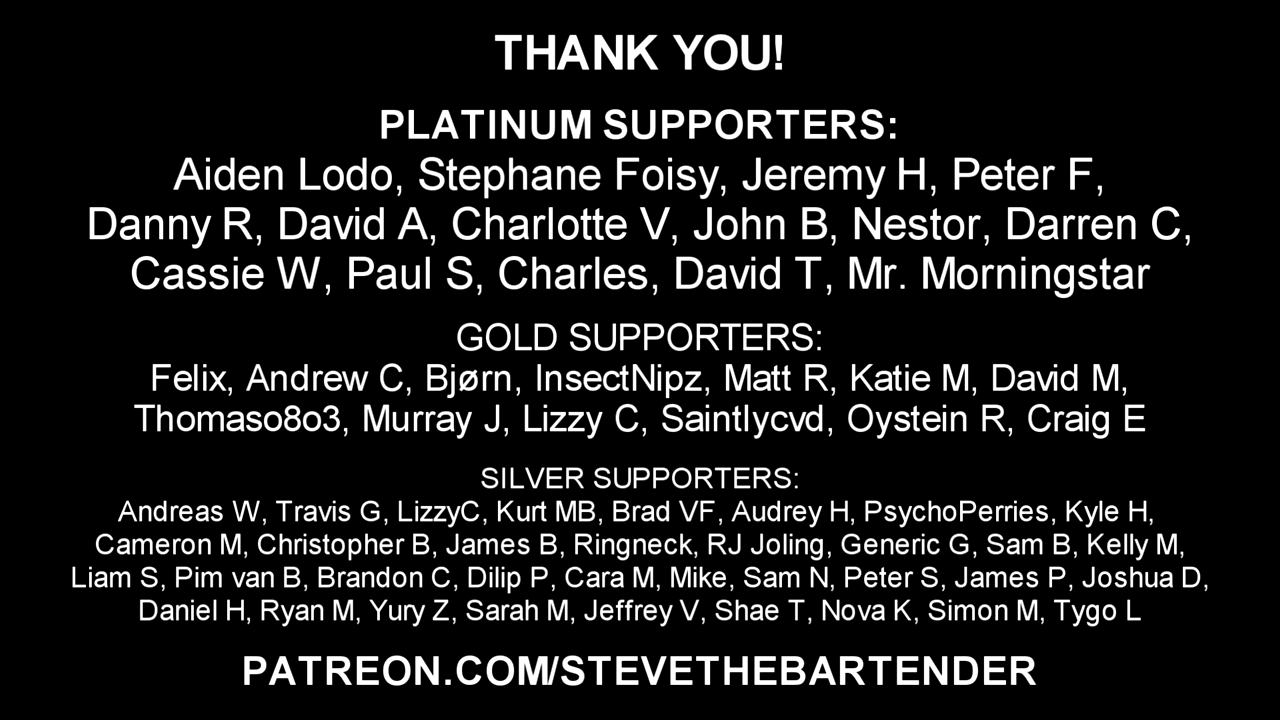 THANK YOU!
PLATINUM SUPPORTERS:
Aiden Lodo, Stephane Foisy, Jeremy H, Peter F,
Danny R, David A, Charlotte V, John B, Nestor, Darren C,
Cassie W, Paul S, Charles, David T, Mr. Morningstar
GOLD SUPPORTERS:
Felix, Andrew C, Bjørn, InsectNipz, Matt R, Katie M, David M,
Thomaso8o3, Murray J, Lizzy C, Saintlycvd, Oystein R, Craig E
SILVER SUPPORTERS:
Andreas W, Travis G, LizzyC, Kurt MB, Brad VF, Audrey H, PsychoPerries, Kyle H,
Cameron M, Christopher B, James B, Ringneck, RJ Joling, Generic G, Sam B, Kelly M,
Liam S, Pim van B, Brandon C, Dilip P, Cara M, Mike, Sam N, Peter S, James P, Joshua D,
Daniel H, Ryan M, Yury Z, Sarah M, Jeffrey V, Shae T, Nova K, Simon M, Tygo L
PATREON.COM/STEVETHEBARTENDER